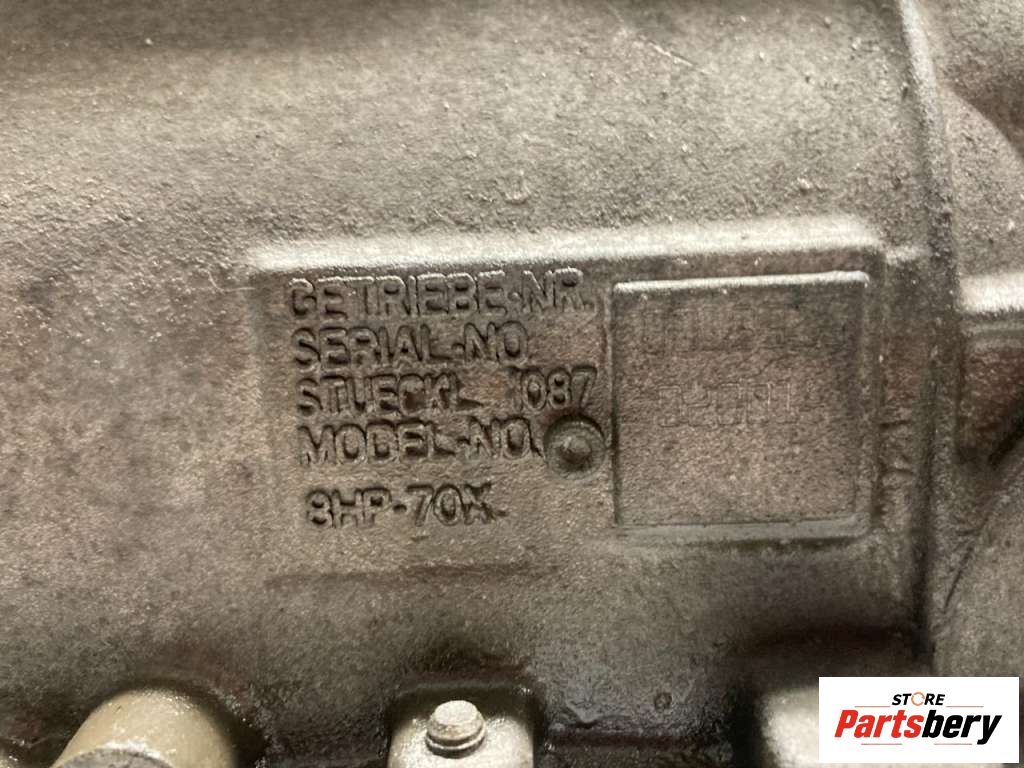 GETRIEBE-NR.
SERIAL-NO.
STUECKL. 1087
MODEL-NO.
8HP-70X
STORE
Partsbery